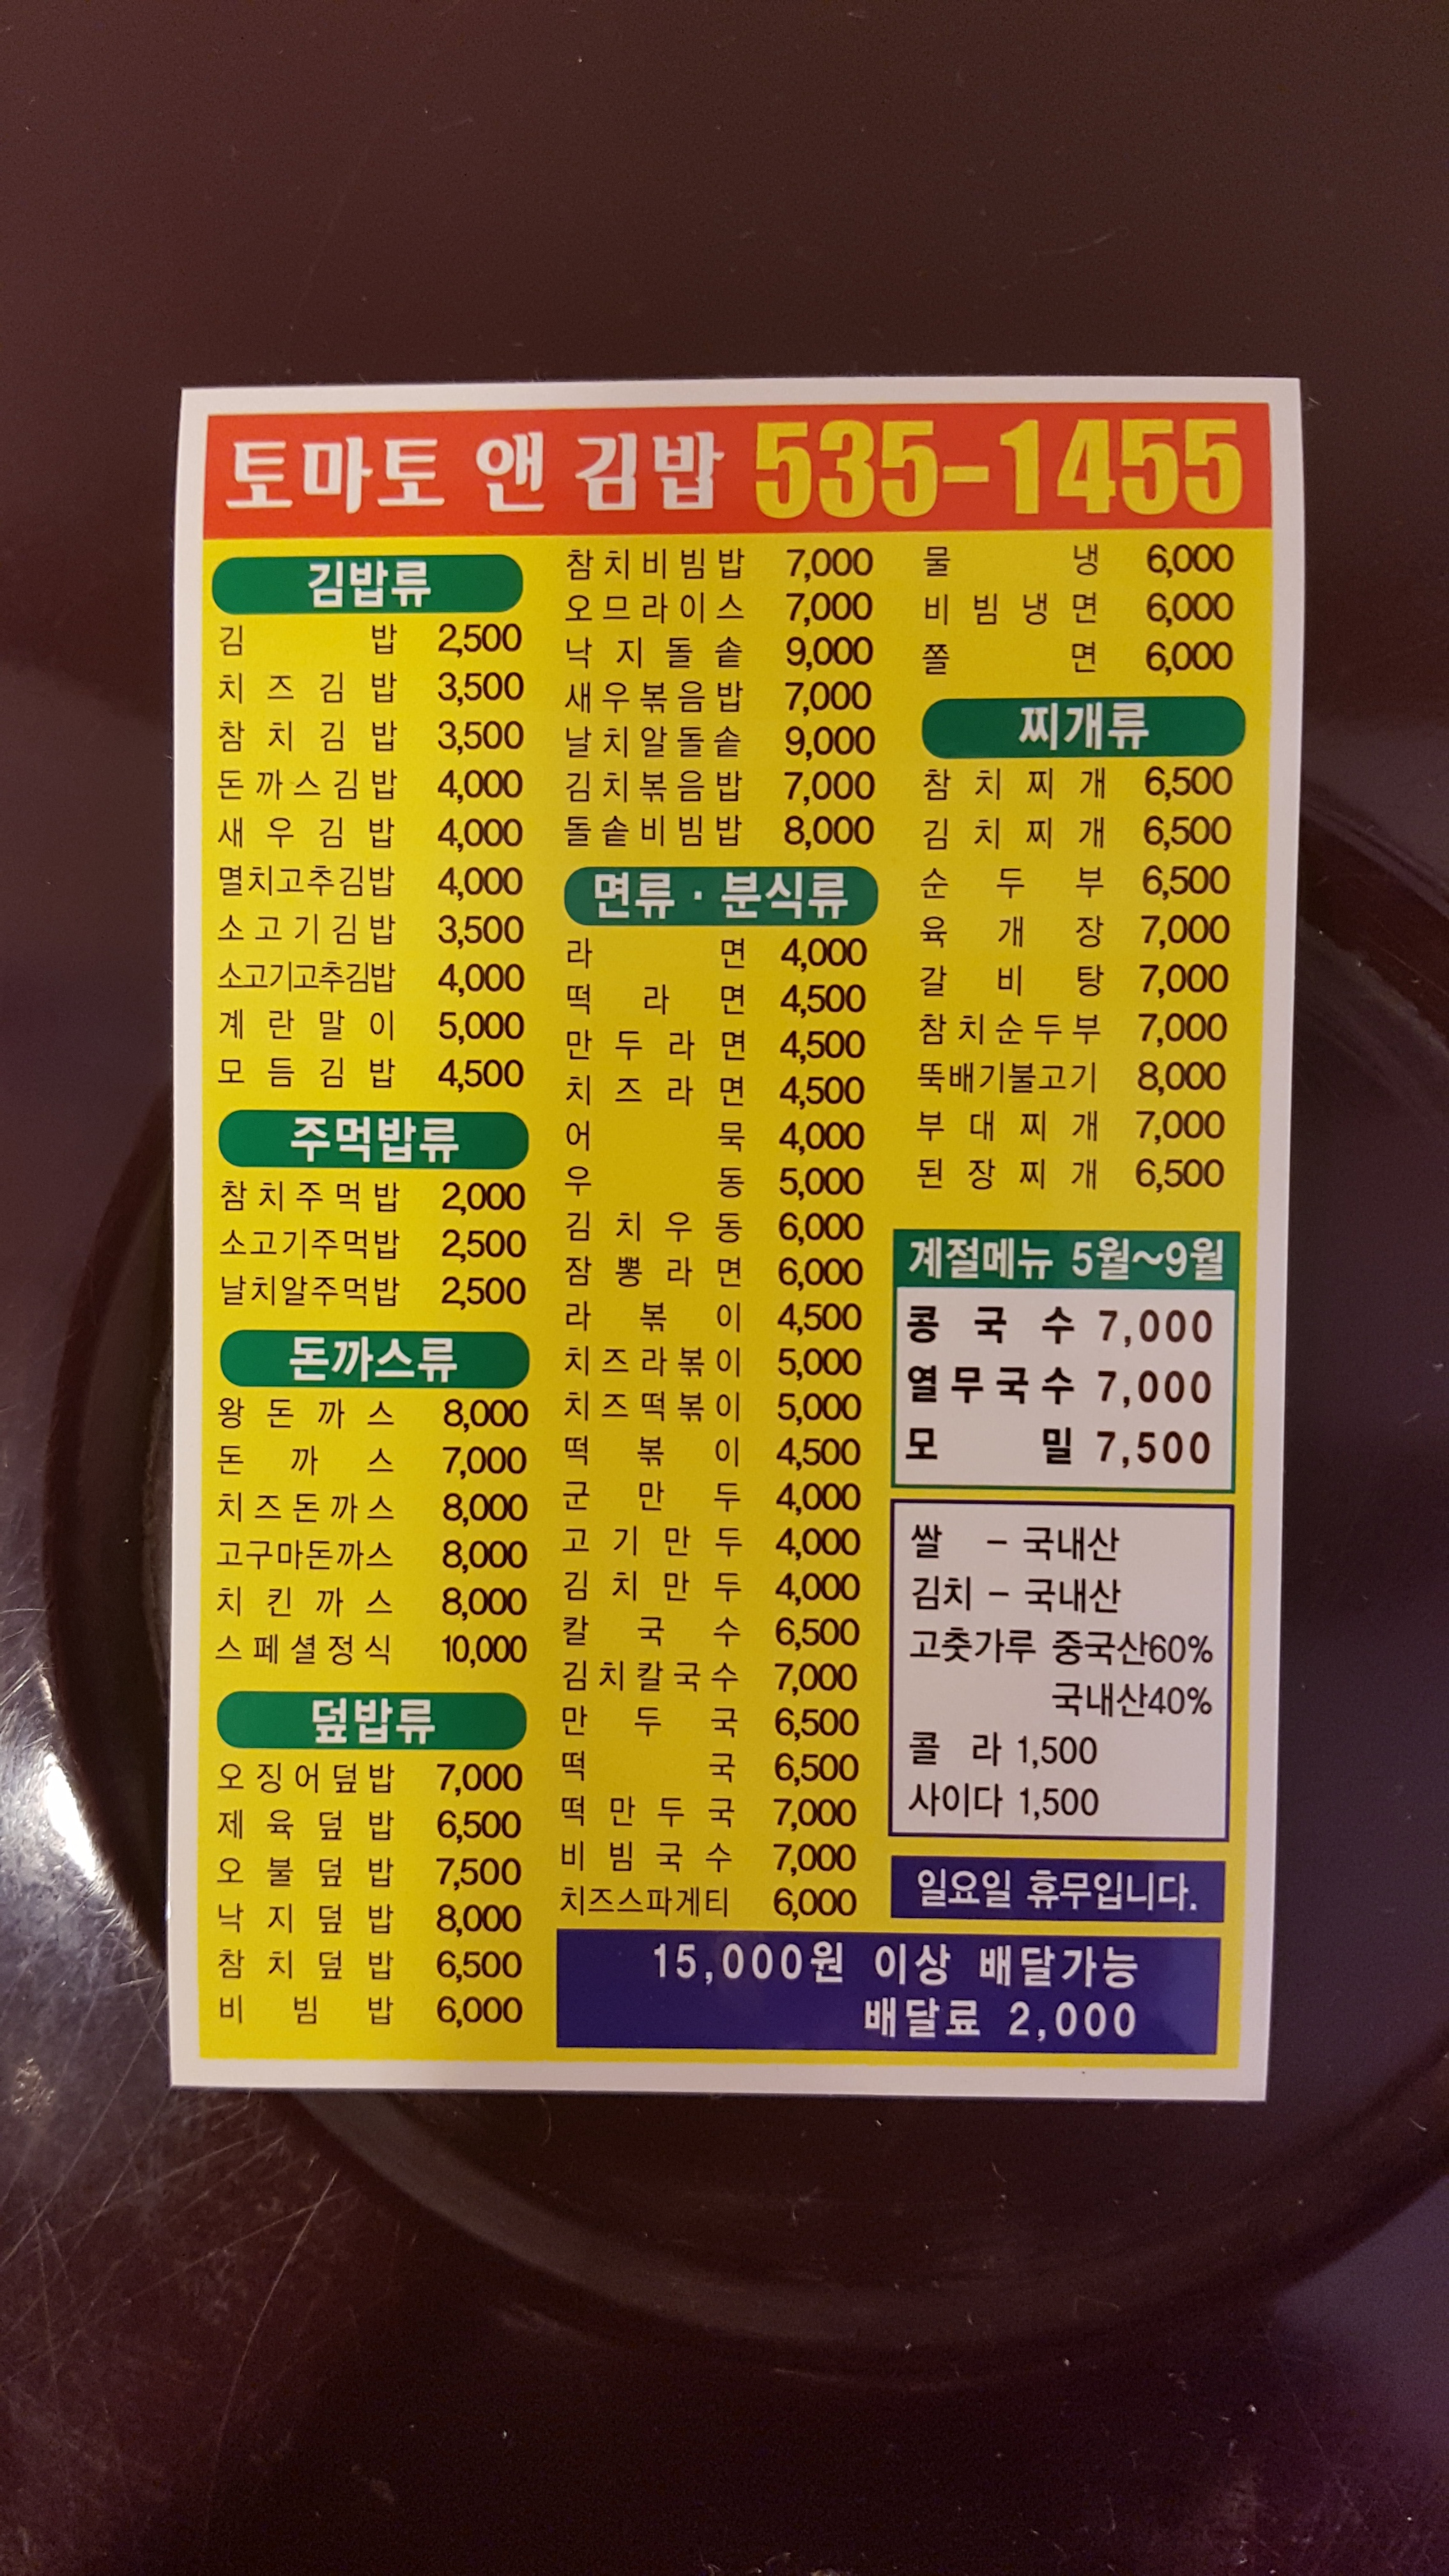 토마토 앤 김밥 535-1455
김밥류
김 밥 2,500
치 즈 김 밥 3,500
참 치 김 밥 3,500
돈까스김밥 4,000
새 우 김 밥 4,000
멸치고추김밥 4,000
소고기김밥 3,500
소고기고추김밥 4,000
계 란 말 이 5,000
모 듬 김 밥 4,500
주먹밥류
참치주먹밥 2,000
소고기주먹밥 2,500
날치알주먹밥 2,500
돈까스류
왕 돈 까 스 8,000
돈 까 스 7,000
치즈돈까스 8,000
고구마돈까스 8,000
치 킨 까 스 8,000
스페셜정식 10,000
덮밥류
오징어덮밥 7,000
제 육 덮 밥 6,500
오 불 덮 밥 7,500
낙 지 덮 밥 8,000
참 치 덮 밥 6,500
비 빔 밥 6,000
참치비빔밥 7,000
오므라이스 7,000
낙 지 돌 솥 9,000
새우볶음밥 7,000
날치알돌솥 9,000
김치볶음밥 7,000
돌솥비빔밥 8,000
면류 · 분식류
라 면 4,000
떡 라 면 4,500
만 두 라 면 4,500
치 즈 라 면 4,500
어 묵 4,000
우 동 5,000
김 치 우 동 6,000
잠 뽕 라 면 6,000
라 볶 이 4,500
치즈라볶이 5,000
치즈떡볶이 5,000
떡 볶 이 4,500
군 만 두 4,000
고 기 만 두 4,000
김 치 만 두 4,000
칼 국 수 6,500
김치칼국수 7,000
만 두 국 6,500
떡 국 6,500
떡 만 두 국 7,000
비 빔 국 수 7,000
치즈스파게티 6,000
물 냉 6,000
비 빔 냉 면 6,000
쫄 면 6,000
찌개류
참 치 찌 개 6,500
김 치 찌 개 6,500
순 두 부 6,500
육 개 장 7,000
갈 비 탕 7,000
참치순두부 7,000
뚝배기불고기 8,000
부 대 찌 개 7,000
된 장 찌 개 6,500
계절메뉴 5월~9월
콩 국 수 7,000
열무국수 7,000
모 밀 7,500
쌀 - 국내산
김치 - 국내산
고춧가루 중국산60%
국내산40%
콜 라 1,500
사이다 1,500
일요일 휴무입니다.
15,000원 이상 배달가능
배달료 2,000